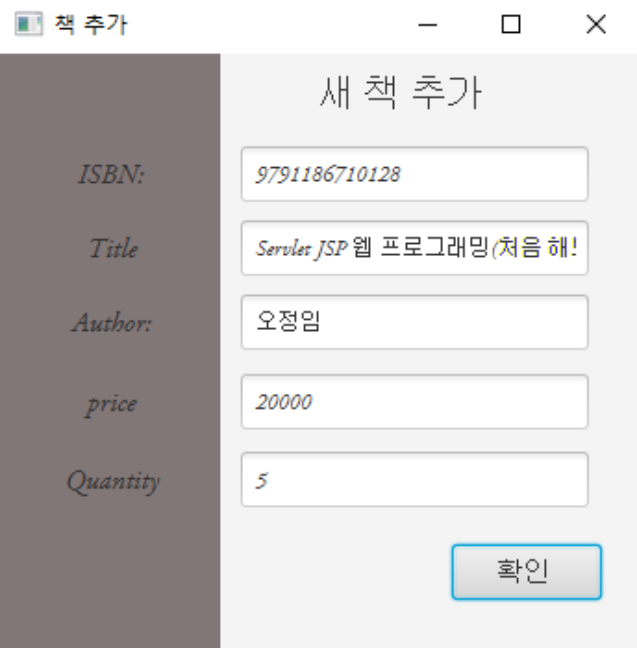 책 추가
새 책 추가
ISBN: 9791186710128
Title Servlet JSP 웹 프로그래밍(처음 해
Author: 오정임
price 20000
Quantity 5
확인